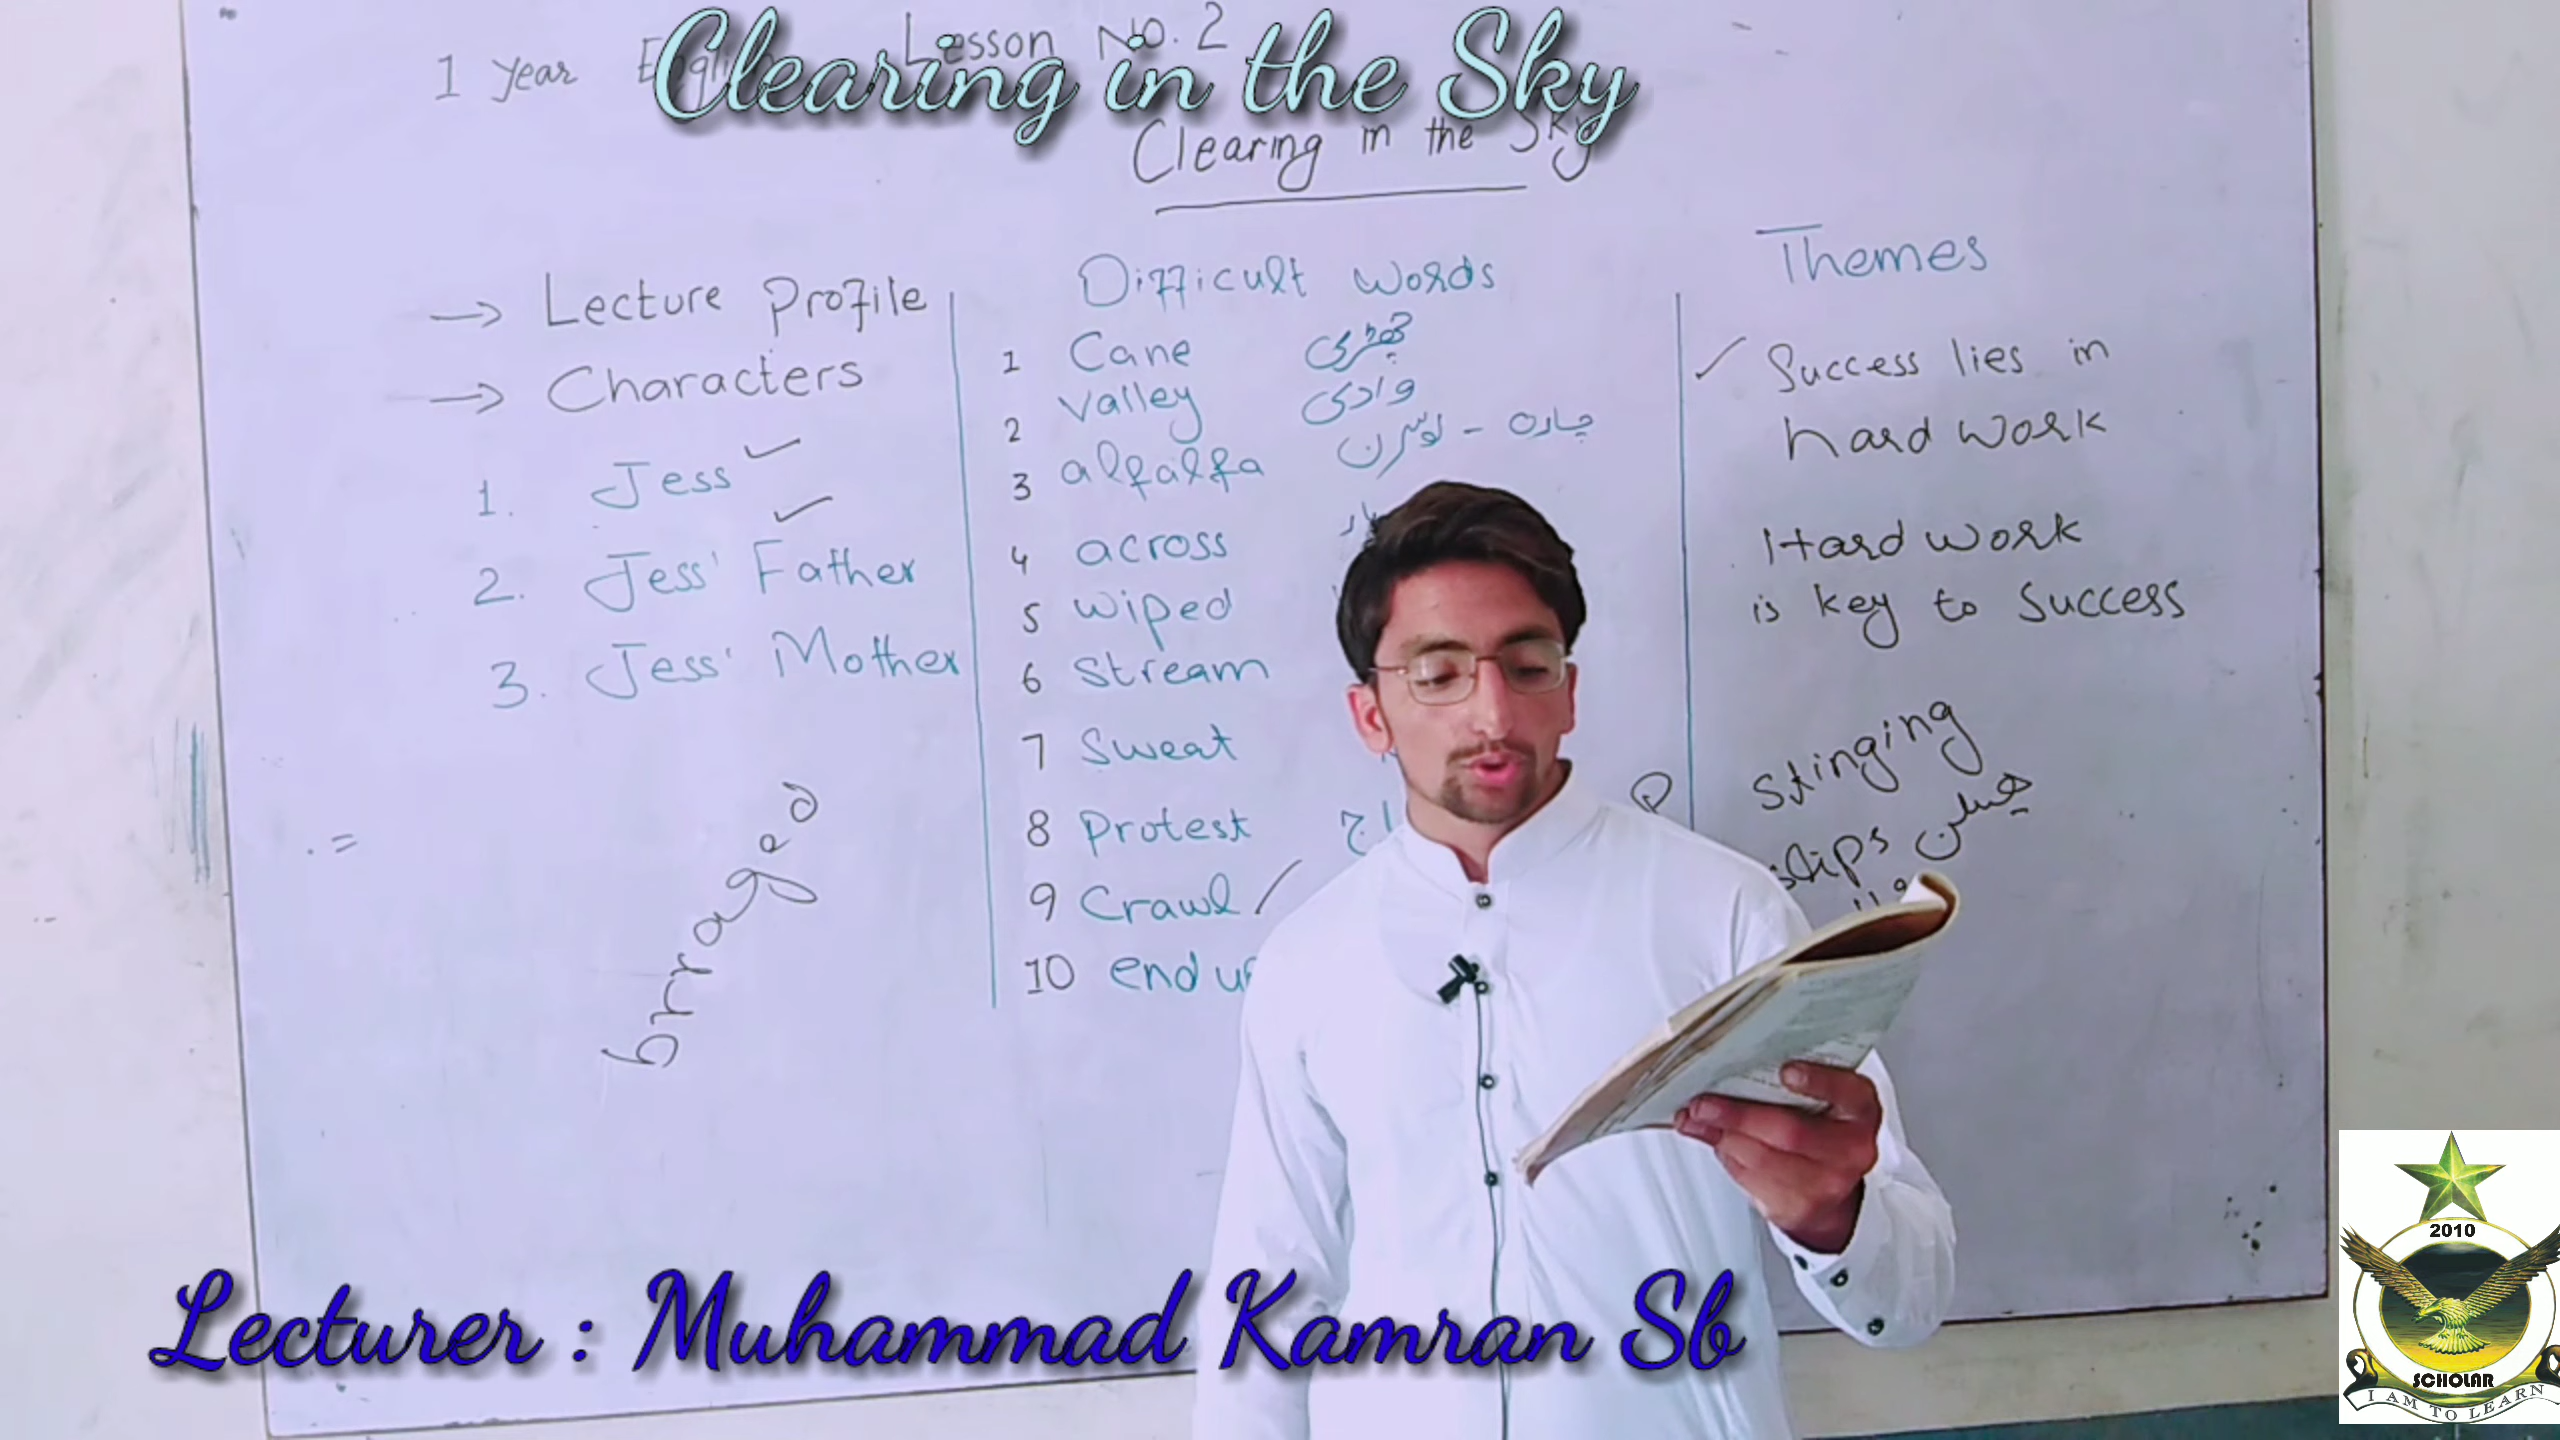 Clearing in the Sky
1 year English Lesson No. 2
Clearing in the Sky
→ Lecture Profile
→ Characters
1. Jess ✓
2. Jess' Father ✓
3. Jess' Mother
brraged
Difficult words
1 Cane چھڑی
2 Valley وادی
3 alfalfa چارہ - لوسرن
4 across
5 wiped
6 Stream
7 Sweat
8 Protest
9 Crawl
10 end up
Themes
✓ Success lies in
hard work
Hard work
is key to Success
P
stinging
slips
Lecturer : Muhammad Kamran Sb
2010
SCHOLAR
I AM TO LEARN